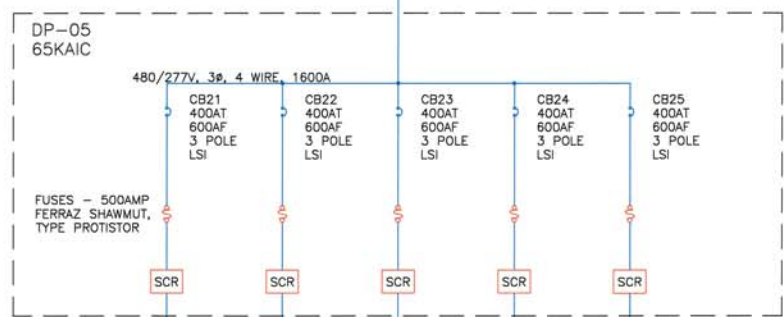 DP-05
65KAIC
480/277V, 3ø, 4 WIRE, 1600A
CB21
400AT
600AF
3 POLE
LSI
CB22
400AT
600AF
3 POLE
LSI
CB23
400AT
600AF
3 POLE
LSI
CB24
400AT
600AF
3 POLE
LSI
CB25
400AT
600AF
3 POLE
LSI
FUSES - 500AMP
FERRAZ SHAWMUT,
TYPE PROTISTOR
SCR
SCR
SCR
SCR
SCR